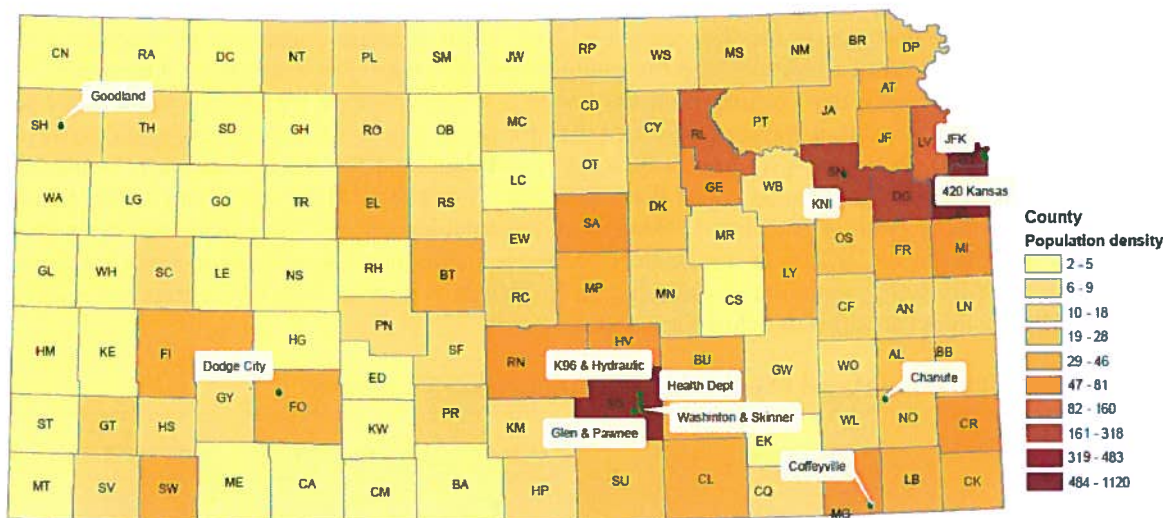 CN RA DC NT PL SM JW RP WS MS NM BR DP
Goodland
SH TH SD GH RO OB MC CD CY RL PT JA AT JF LV JFK
WA LG GO TR EL RS LC OT DK GE WB KNI SN DG 420 Kansas
GL WH SC LE NS RH BT EW SA MR OS FR MI
RC MP MN CS LY CF AN LN
HM KE FI HG PN SF RN HV BU GW WO AL BB
Dodge City
K96 & Hydraulic
Health Dept
Washinton & Skinner
Glen & Pawnee
Chanute
ED GY FO
ST GT HS KW PR KM EK WL NO CR
Coffeyville
MT SV SW ME CA CM BA HP SU CL CQ MG LB CK
County
Population density
2 - 5
6 - 9
10 - 18
19 - 28
29 - 46
47 - 81
82 - 160
161 - 318
319 - 483
484 - 1120